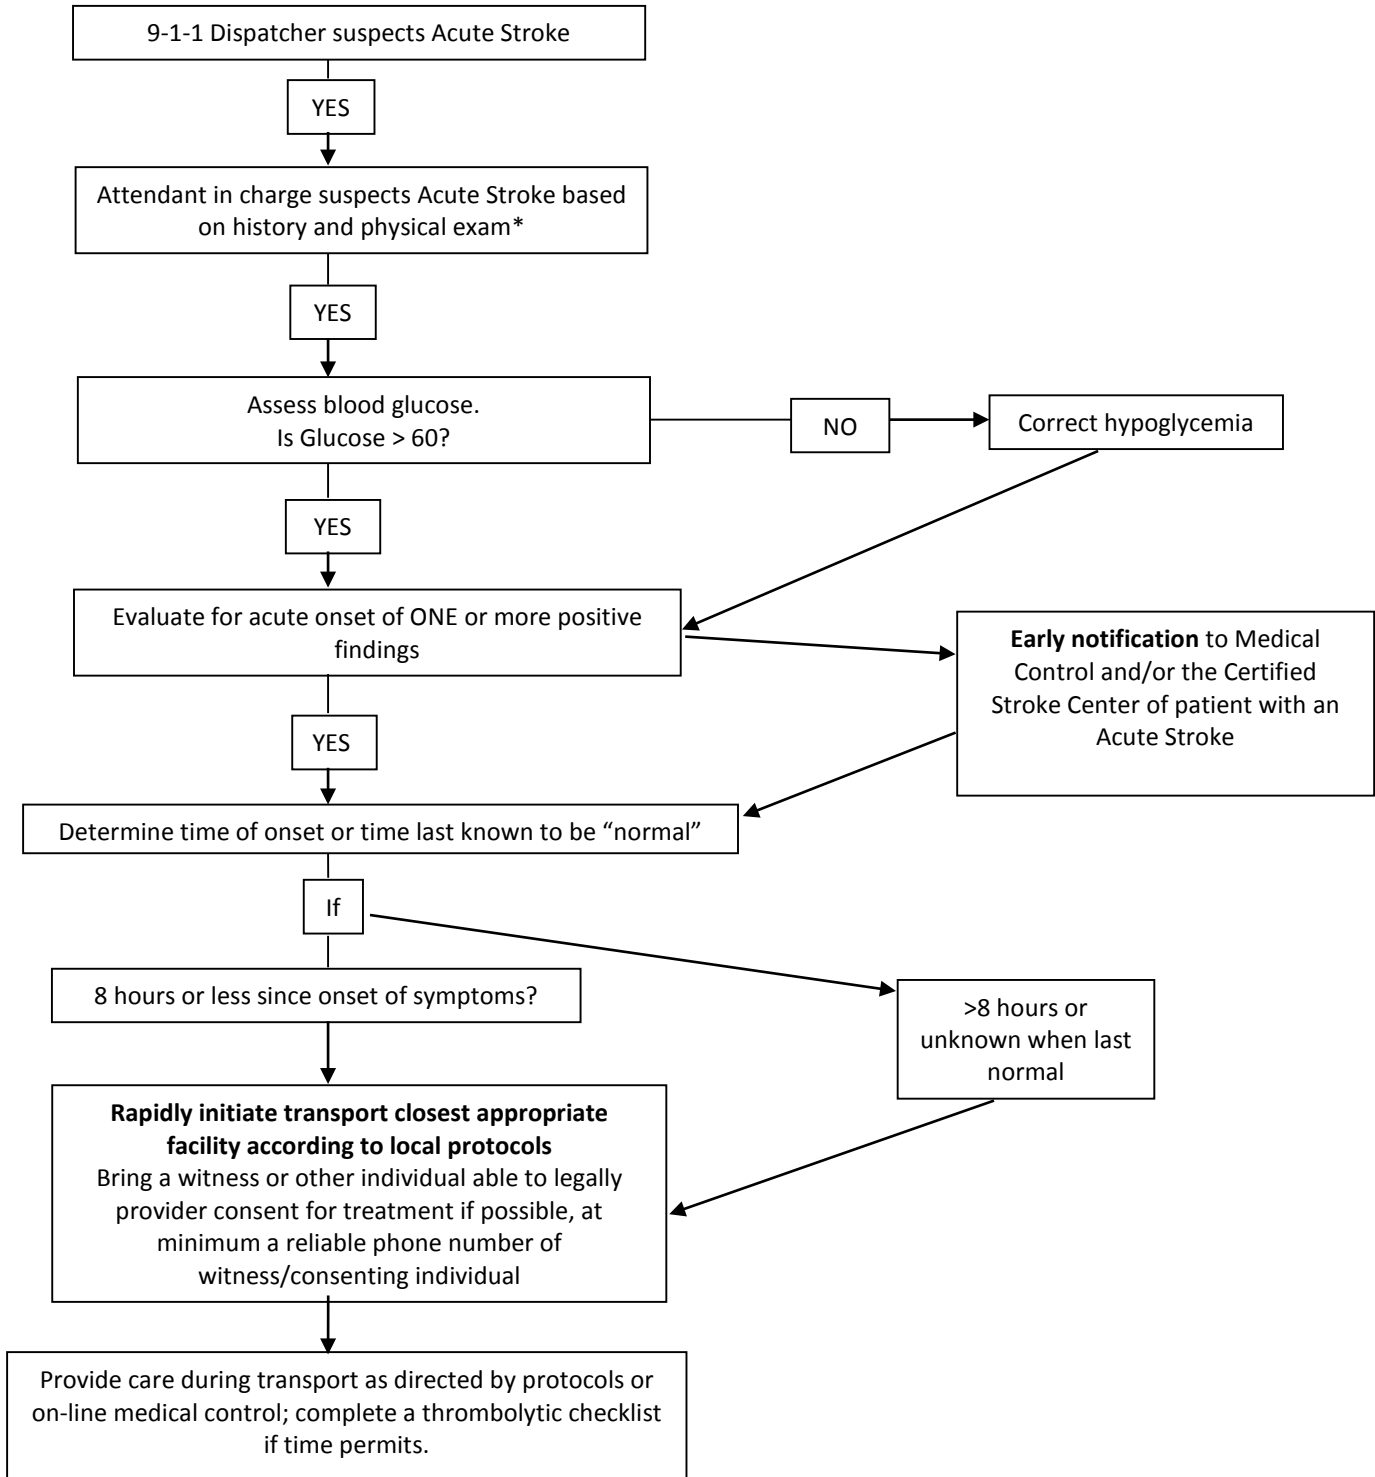 9-1-1 Dispatcher suspects Acute Stroke
YES
Attendant in charge suspects Acute Stroke based
on history and physical exam*
YES
Assess blood glucose.
Is Glucose > 60?
NO
Correct hypoglycemia
YES
Evaluate for acute onset of ONE or more positive
findings
Early notification to Medical
Control and/or the Certified
Stroke Center of patient with an
Acute Stroke
YES
Determine time of onset or time last known to be “normal”
If
8 hours or less since onset of symptoms?
>8 hours or
unknown when last
normal
Rapidly initiate transport closest appropriate
facility according to local protocols
Bring a witness or other individual able to legally
provider consent for treatment if possible, at
minimum a reliable phone number of
witness/consenting individual
Provide care during transport as directed by protocols or
on-line medical control; complete a thrombolytic checklist
if time permits.